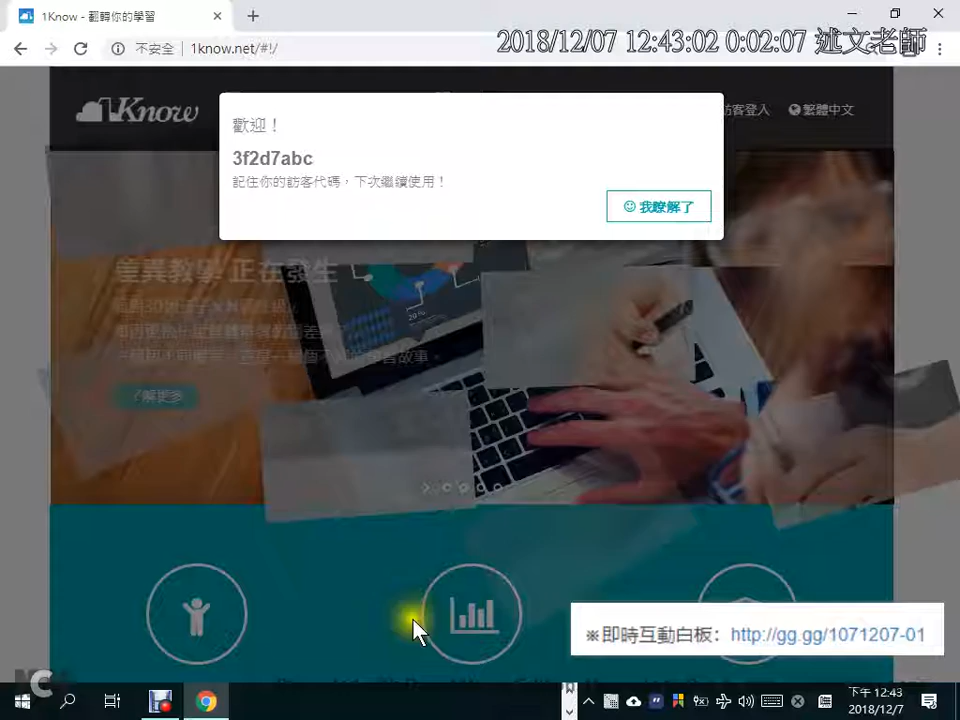 1Know - 翻轉你的學習
不安全 | 1know.net/#!/
2018/12/07 12:43:02 0:02:07 述文老師
1Know
訪客登入
繁體中文
歡迎！
3f2d7abc
記住你的訪客代碼，下次繼續使用！
我瞭解了
差異教學 正在發生
了解更多
※即時互動白板：http://gg.gg/1071207-01
下午 12:43
2018/12/7